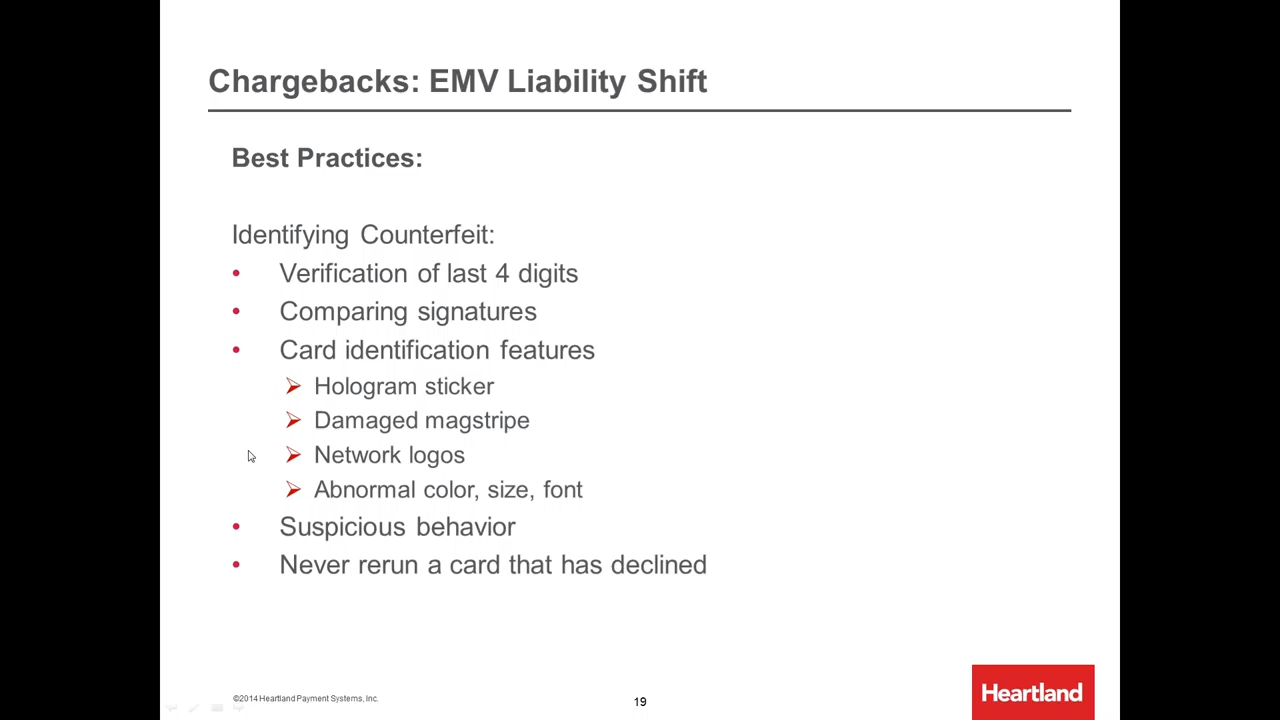 Chargebacks: EMV Liability Shift
Best Practices:
Identifying Counterfeit:
• Verification of last 4 digits
• Comparing signatures
• Card identification features
➢ Hologram sticker
➢ Damaged magstripe
➢ Network logos
➢ Abnormal color, size, font
• Suspicious behavior
• Never rerun a card that has declined
©2014 Heartland Payment Systems, Inc.
19
Heartland